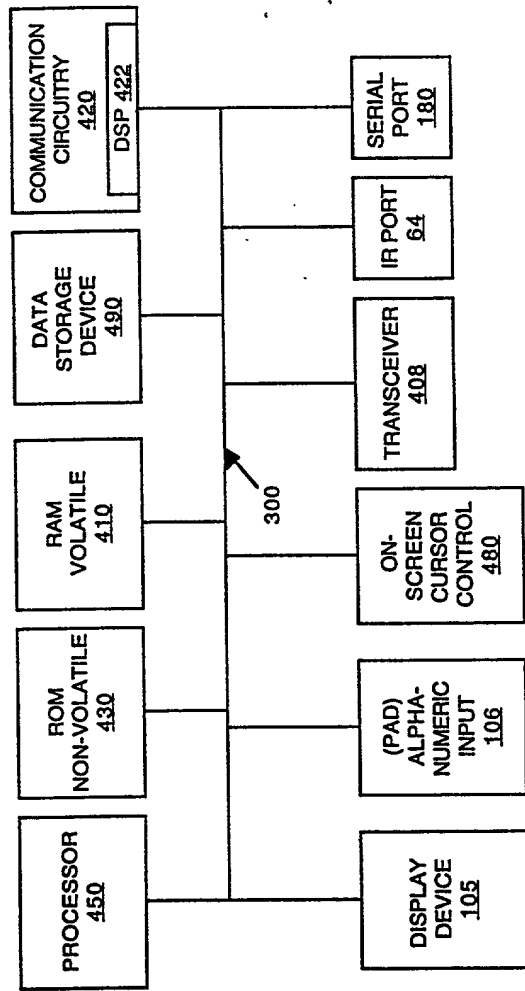 PROCESSOR
450
ROM
NON-VOLATILE
430
RAM
VOLATILE
410
DATA
STORAGE
DEVICE
490
COMMUNICATION
CIRCUITRY
420
DSP 422
300
DISPLAY
DEVICE
105
(PAD)
ALPHA-
NUMERIC
INPUT
106
ON-
SCREEN
CURSOR
CONTROL
480
TRANSCEIVER
408
IR PORT
64
SERIAL
PORT
180